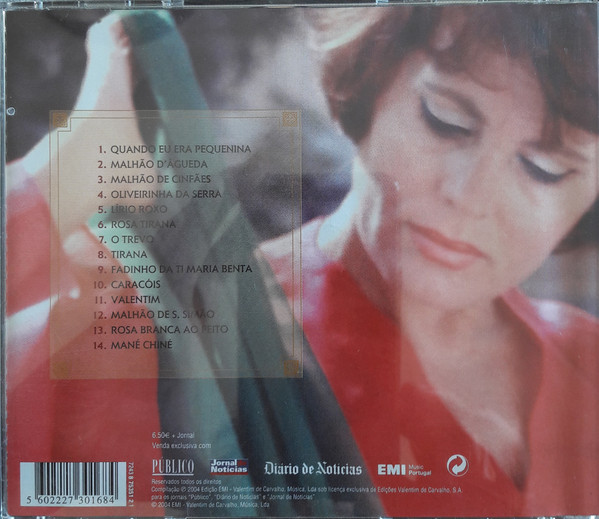 1. QUANDO EU ERA PEQUENINA
2. MALHÃO D'ÁGUEDA
3. MALHÃO DE CINFÃES
4. OLIVEIRINHA DA SERRA
5. LÍRIO ROXO
6. ROSA TIRANA
7. O TREVO
8. TIRANA
9. FADINHO DA TI MARIA BENTA
10. CARACÓIS
11. VALENTIM
12. MALHÃO DE S. SIMÃO
13. ROSA BRANCA AO PEITO
14. MANÉ CHINÉ
6.50€ + Jornal
Venda exclusiva com
PÚBLICO Jornal de Notícias Diário de Notícias EMI Music Portugal
Reservados todos os direitos
Compilação ℗ 2004 Edição EMI - Valentim de Carvalho, Música, Lda sob licença exclusiva de Edições Valentim de Carvalho, S.A.
para os jornais "Público", "Diário de Notícias" e "Jornal de Notícias"
© 2004 EMI - Valentim de Carvalho, Música, Lda.
5 602227 301684